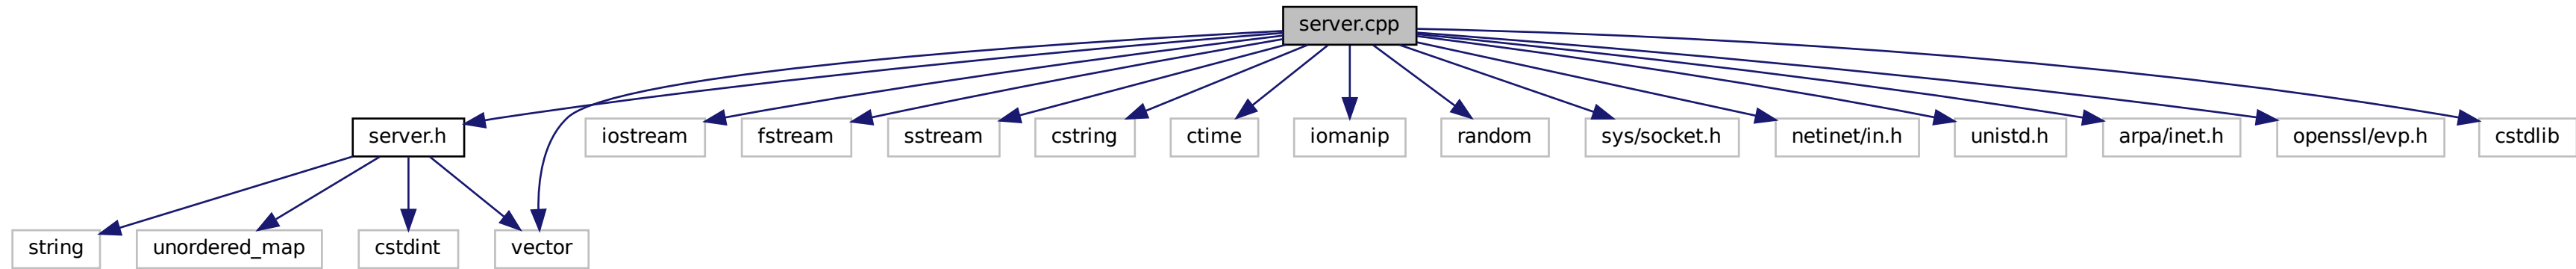 server.cpp
server.h
iostream
fstream
sstream
cstring
ctime
iomanip
random
sys/socket.h
netinet/in.h
unistd.h
arpa/inet.h
openssl/evp.h
cstdlib
string
unordered_map
cstdint
vector